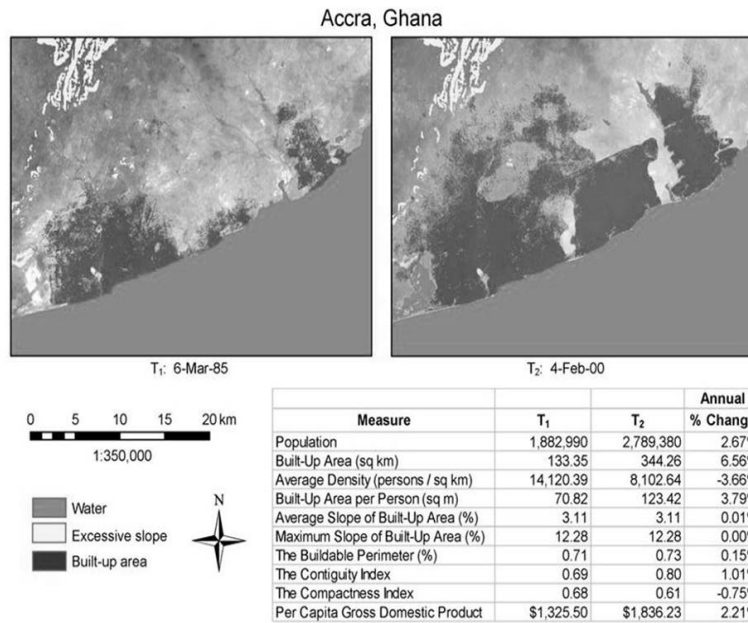 Accra, Ghana
T1: 6-Mar-85
T2: 4-Feb-00
0 5 10 15 20 km
1:350,000
Water
Excessive slope
Built-up area
N
Annual
Measure T1 T2 % Chang
Population 1,882,990 2,789,380 2.67
Built-Up Area (sq km) 133.35 344.26 6.56
Average Density (persons / sq km) 14,120.39 8,102.64 -3.66
Built-Up Area per Person (sq m) 70.82 123.42 3.79
Average Slope of Built-Up Area (%) 3.11 3.11 0.01
Maximum Slope of Built-Up Area (%) 12.28 12.28 0.00
The Buildable Perimeter (%) 0.71 0.73 0.15
The Contiguity Index 0.69 0.80 1.01
The Compactness Index 0.68 0.61 -0.75
Per Capita Gross Domestic Product $1,325.50 $1,836.23 2.21